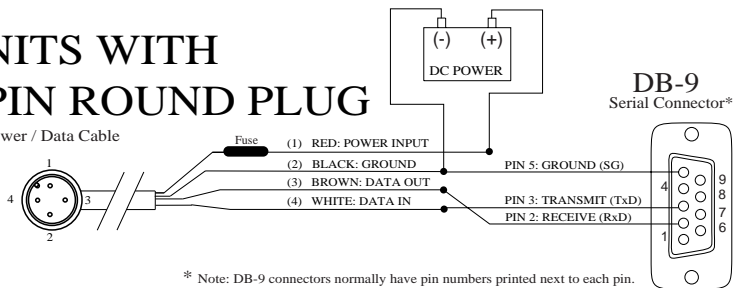 NITS WITH
PIN ROUND PLUG
wer / Data Cable
(-) (+)
DC POWER
DB-9
Serial Connector*
Fuse
(1) RED: POWER INPUT
(2) BLACK: GROUND
(3) BROWN: DATA OUT
(4) WHITE: DATA IN
PIN 5: GROUND (SG)
PIN 3: TRANSMIT (TxD)
PIN 2: RECEIVE (RxD)
1
4
3
2
4
1
9
8
7
6
* Note: DB-9 connectors normally have pin numbers printed next to each pin.